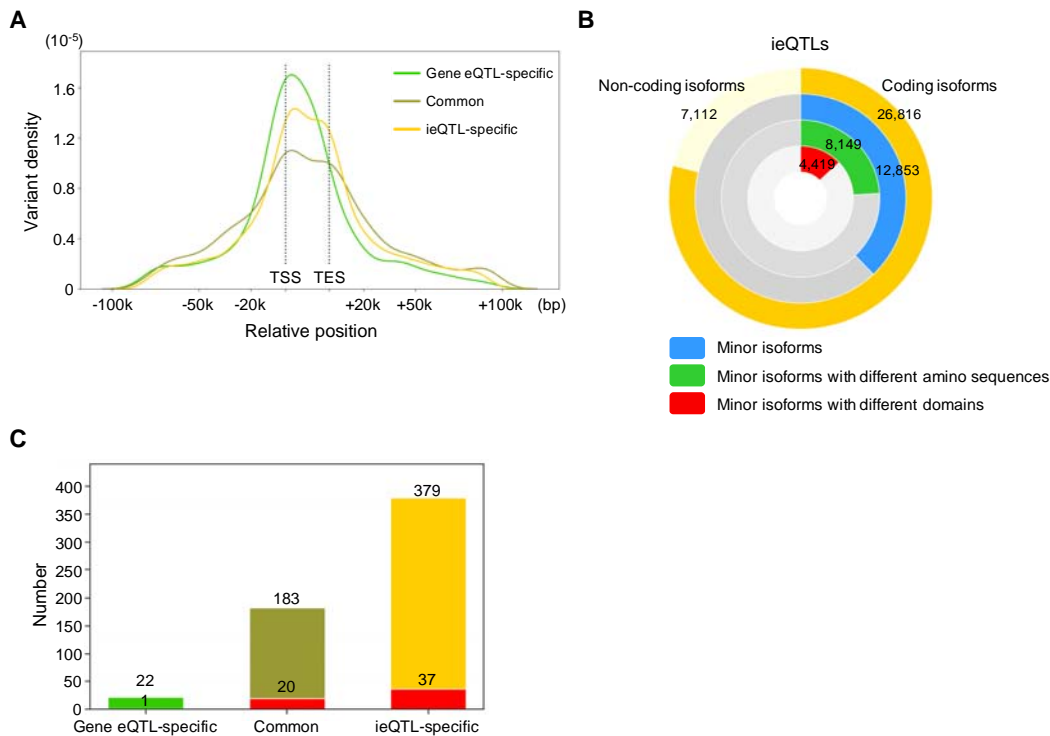 A
(10-5)
1.6
1.2
0.8
0.4
0
Variant density
Gene eQTL-specific
Common
ieQTL-specific
TSS
TES
-100k
-50k
-20k
+20k
+50k
+100k
(bp)
Relative position
B
ieQTLs
Non-coding isoforms
7,112
Coding isoforms
26,816
8,149
4,419
12,853
Minor isoforms
Minor isoforms with different amino sequences
Minor isoforms with different domains
C
400
350
300
250
200
150
100
50
0
Number
22
1
183
20
379
37
Gene eQTL-specific
Common
ieQTL-specific